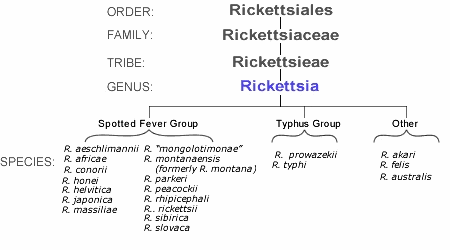 ORDER: Rickettsiales
FAMILY: Rickettsiaceae
TRIBE: Rickettsieae
GENUS: Rickettsia
Spotted Fever Group
Typhus Group
Other
SPECIES:
R. aeschlimannii
R. africae
R. conorii
R. honei
R. helvitica
R. japonica
R. massiliae
R. "mongolotimonae"
R. montanaensis
(formerly R. montana)
R. parkeri
R. peacockii
R. rhipicephali
R.. rickettsii
R. sibirica
R. slovaca
R. prowazekii
R. typhi
R. akari
R. felis
R. australis